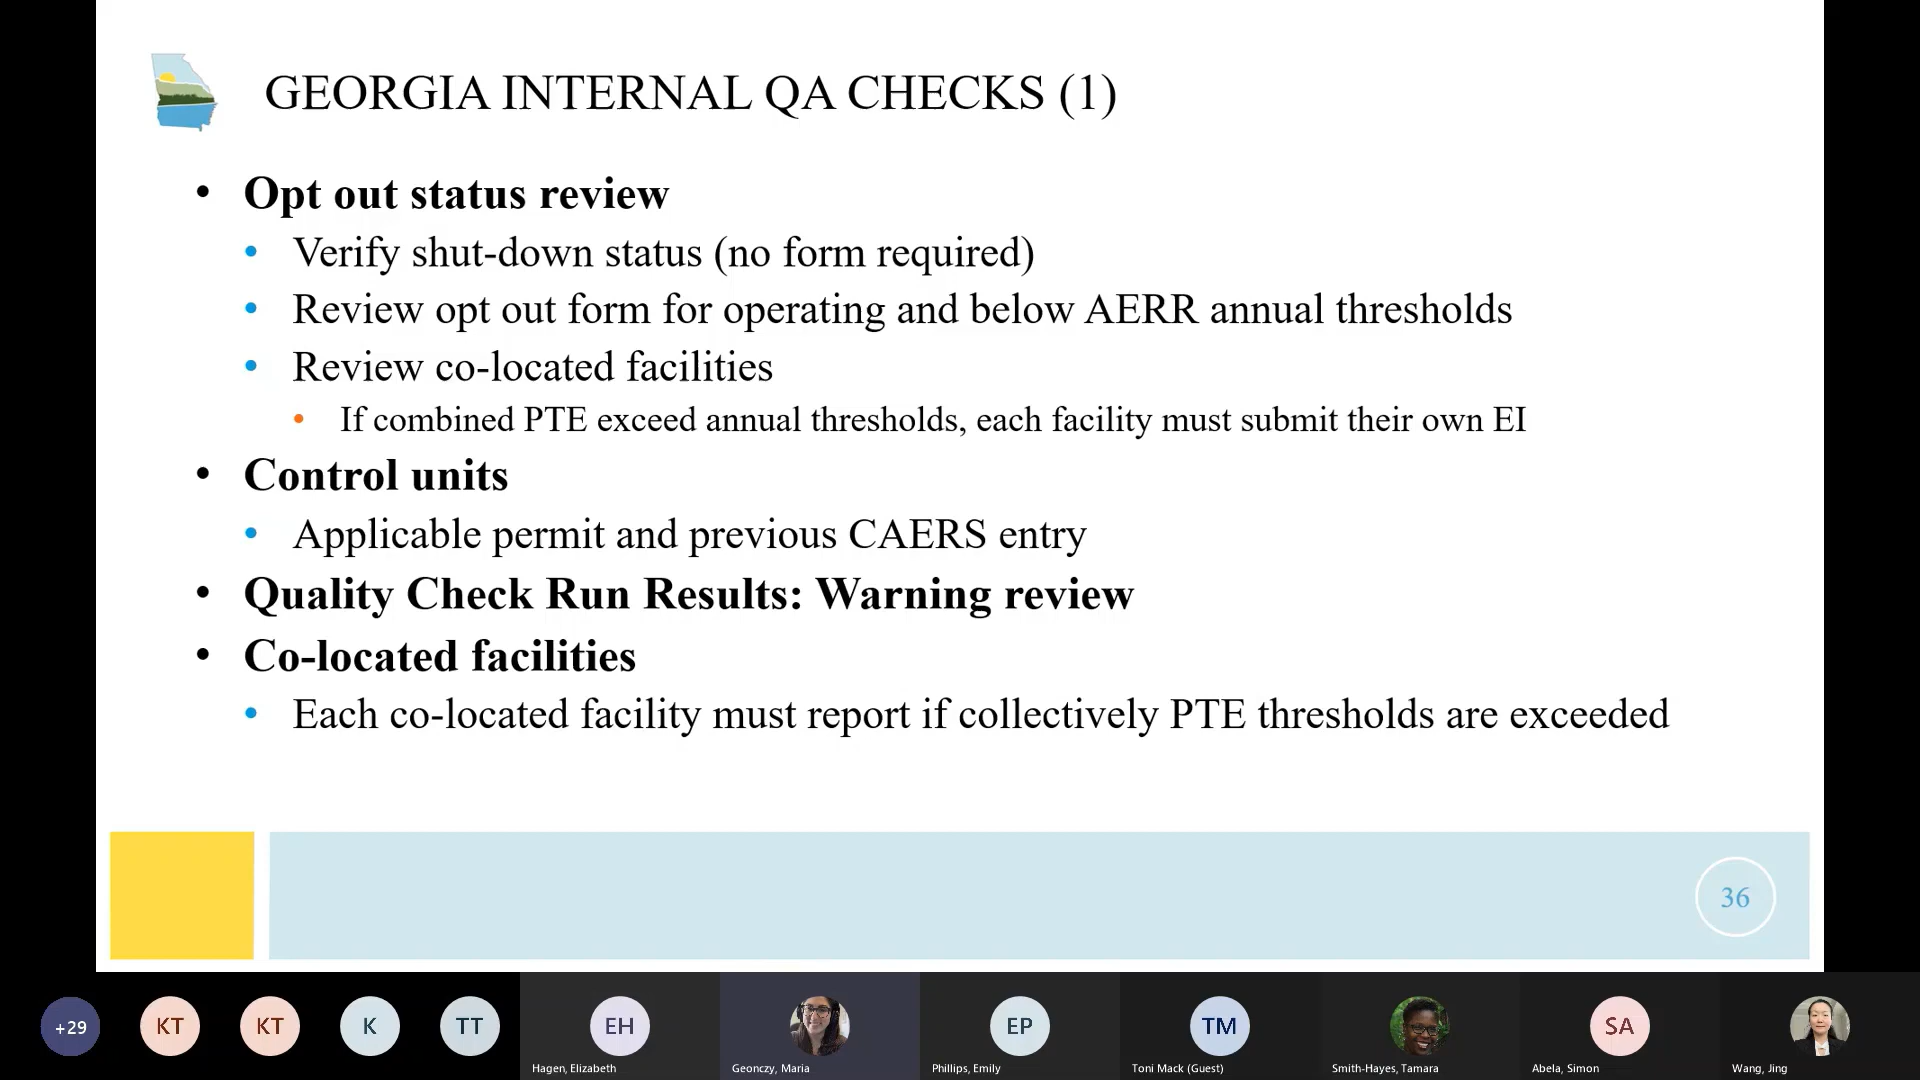 GEORGIA INTERNAL QA CHECKS (1)
• Opt out status review
• Verify shut-down status (no form required)
• Review opt out form for operating and below AERR annual thresholds
• Review co-located facilities
• If combined PTE exceed annual thresholds, each facility must submit their own EI
• Control units
• Applicable permit and previous CAERS entry
• Quality Check Run Results: Warning review
• Co-located facilities
• Each co-located facility must report if collectively PTE thresholds are exceeded
36
+29 KT KT K TT EH EP TM SA
Hagen, Elizabeth Geonczy, Maria Phillips, Emily Toni Mack (Guest) Smith-Hayes, Tamara Abela, Simon Wang, Jing